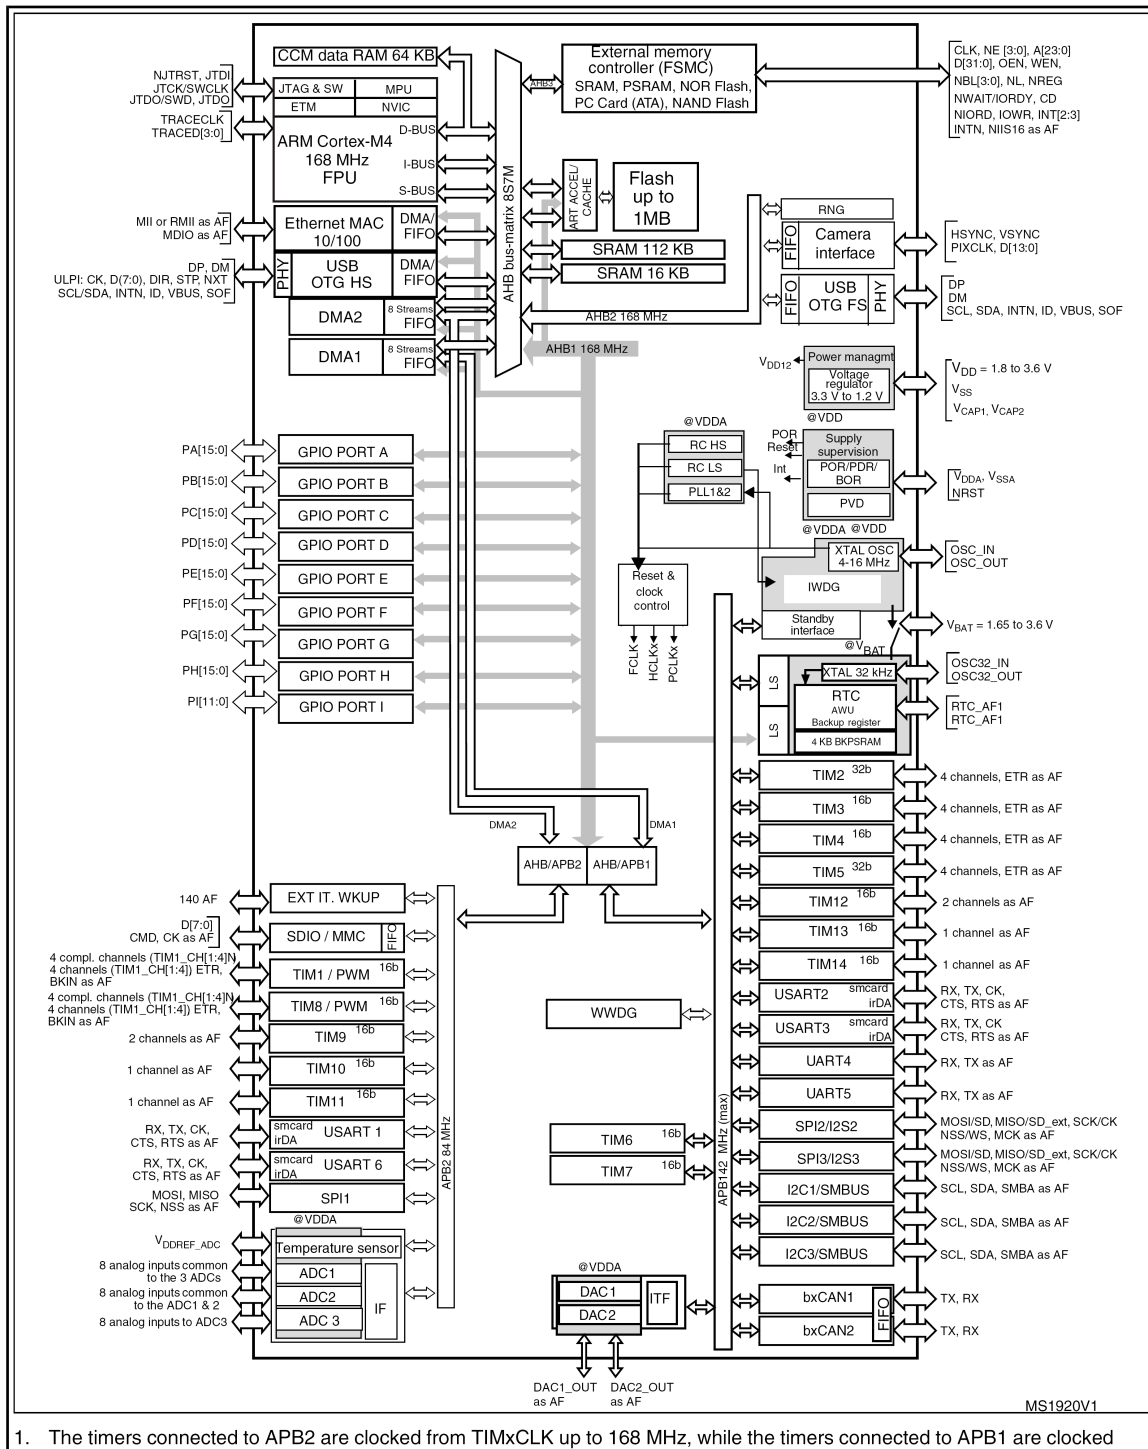 CCM data RAM 64 KB
NJTRST, JTDI
JTCK/SWCLK
JTDO/SWD, JTDO
TRACECLK
TRACED[3:0]
JTAG & SW
MPU
ETM
NVIC
ARM Cortex-M4
168 MHz
FPU
D-BUS
I-BUS
S-BUS
MII or RMII as AF
MDIO as AF
Ethernet MAC
10/100
DMA/
FIFO
DP, DM
ULPI: CK, D(7:0), DIR, STP, NXT
SCL/SDA, INTN, ID, VBUS, SOF
PHY
USB
OTG HS
DMA/
FIFO
DMA2
8 Streams
FIFO
DMA1
8 Streams
FIFO
AHB bus-matrix 8S7M
AHB3
External memory
controller (FSMC)
SRAM, PSRAM, NOR Flash,
PC Card (ATA), NAND Flash
CLK, NE [3:0], A[23:0]
D[31:0], OEN, WEN,
NBL[3:0], NL, NREG
NWAIT/IORDY, CD
NIORD, IOWR, INT[2:3]
INTN, NIIS16 as AF
ART ACCEL/
CACHE
Flash
up to
1MB
SRAM 112 KB
SRAM 16 KB
AHB2 168 MHz
AHB1 168 MHz
RNG
FIFO
Camera
interface
HSYNC, VSYNC
PIXCLK, D[13:0]
FIFO
USB
OTG FS
PHY
DP
DM
SCL, SDA, INTN, ID, VBUS, SOF
VDD12
Power managmt
Voltage
regulator
3.3 V to 1.2 V
@VDD
VDD = 1.8 to 3.6 V
VSS
VCAP1, VCAP2
@VDDA
RC HS
RC LS
PLL1&2
POR
Reset
Int
Supply
supervision
POR/PDR/
BOR
PVD
VDDA, VSSA
NRST
@VDDA @VDD
XTAL OSC
4-16 MHz
IWDG
OSC_IN
OSC_OUT
Reset &
clock
control
FCLK
HCLKx
PCLKx
Standby
interface
@VBAT
VBAT = 1.65 to 3.6 V
LS
LS
XTAL 32 kHz
RTC
AWU
Backup register
4 KB BKPSRAM
OSC32_IN
OSC32_OUT
RTC_AF1
RTC_AF1
PA[15:0]
GPIO PORT A
PB[15:0]
GPIO PORT B
PC[15:0]
GPIO PORT C
PD[15:0]
GPIO PORT D
PE[15:0]
GPIO PORT E
PF[15:0]
GPIO PORT F
PG[15:0]
GPIO PORT G
PH[15:0]
GPIO PORT H
PI[11:0]
GPIO PORT I
DMA2
DMA1
AHB/APB2
AHB/APB1
140 AF
EXT IT. WKUP
D[7:0]
CMD, CK as AF
SDIO / MMC
FIFO
4 compl. channels (TIM1_CH[1:4]N
4 channels (TIM1_CH[1:4]) ETR,
BKIN as AF
TIM1 / PWM 16b
4 compl. channels (TIM1_CH[1:4]N
4 channels (TIM1_CH[1:4]) ETR,
BKIN as AF
TIM8 / PWM 16b
2 channels as AF
TIM9 16b
1 channel as AF
TIM10 16b
1 channel as AF
TIM11 16b
RX, TX, CK,
CTS, RTS as AF
smcard
irDA
USART 1
RX, TX, CK,
CTS, RTS as AF
smcard
irDA
USART 6
MOSI, MISO
SCK, NSS as AF
SPI1
@VDDA
VDDREF_ADC
Temperature sensor
8 analog inputs common
to the 3 ADCs
ADC1
8 analog inputs common
to the ADC1 & 2
ADC2
8 analog inputs to ADC3
ADC 3
IF
APB2 84 MHz
WWDG
TIM6 16b
TIM7 16b
@VDDA
DAC1
DAC2
ITF
DAC1_OUT
as AF
DAC2_OUT
as AF
APB142 MHz (max)
TIM2 32b
4 channels, ETR as AF
TIM3 16b
4 channels, ETR as AF
TIM4 16b
4 channels, ETR as AF
TIM5 32b
4 channels, ETR as AF
TIM12 16b
2 channels as AF
TIM13 16b
1 channel as AF
TIM14 16b
1 channel as AF
USART2
smcard
irDA
RX, TX, CK,
CTS, RTS as AF
USART3
smcard
irDA
RX, TX, CK
CTS, RTS as AF
UART4
RX, TX as AF
UART5
RX, TX as AF
SPI2/I2S2
MOSI/SD, MISO/SD_ext, SCK/CK
NSS/WS, MCK as AF
SPI3/I2S3
MOSI/SD, MISO/SD_ext, SCK/CK
NSS/WS, MCK as AF
I2C1/SMBUS
SCL, SDA, SMBA as AF
I2C2/SMBUS
SCL, SDA, SMBA as AF
I2C3/SMBUS
SCL, SDA, SMBA as AF
bxCAN1
TX, RX
bxCAN2
FIFO
TX, RX
MS1920V1
1. The timers connected to APB2 are clocked from TIMxCLK up to 168 MHz, while the timers connected to APB1 are clocked